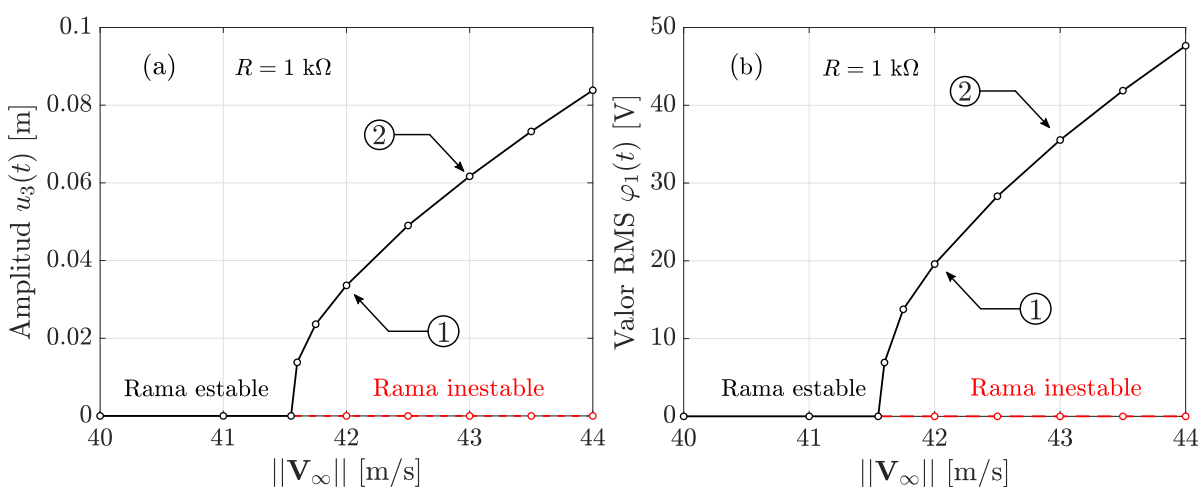 (a)
R = 1 kΩ
0.1
0.08
0.06
0.04
0.02
0
Amplitud u₃(t) [m]
②
①
Rama estable
Rama inestable
40
41
42
43
44
||V∞|| [m/s]
(b)
R = 1 kΩ
50
40
30
20
10
0
Valor RMS φ₁(t) [V]
②
①
Rama estable
Rama inestable
40
41
42
43
44
||V∞|| [m/s]